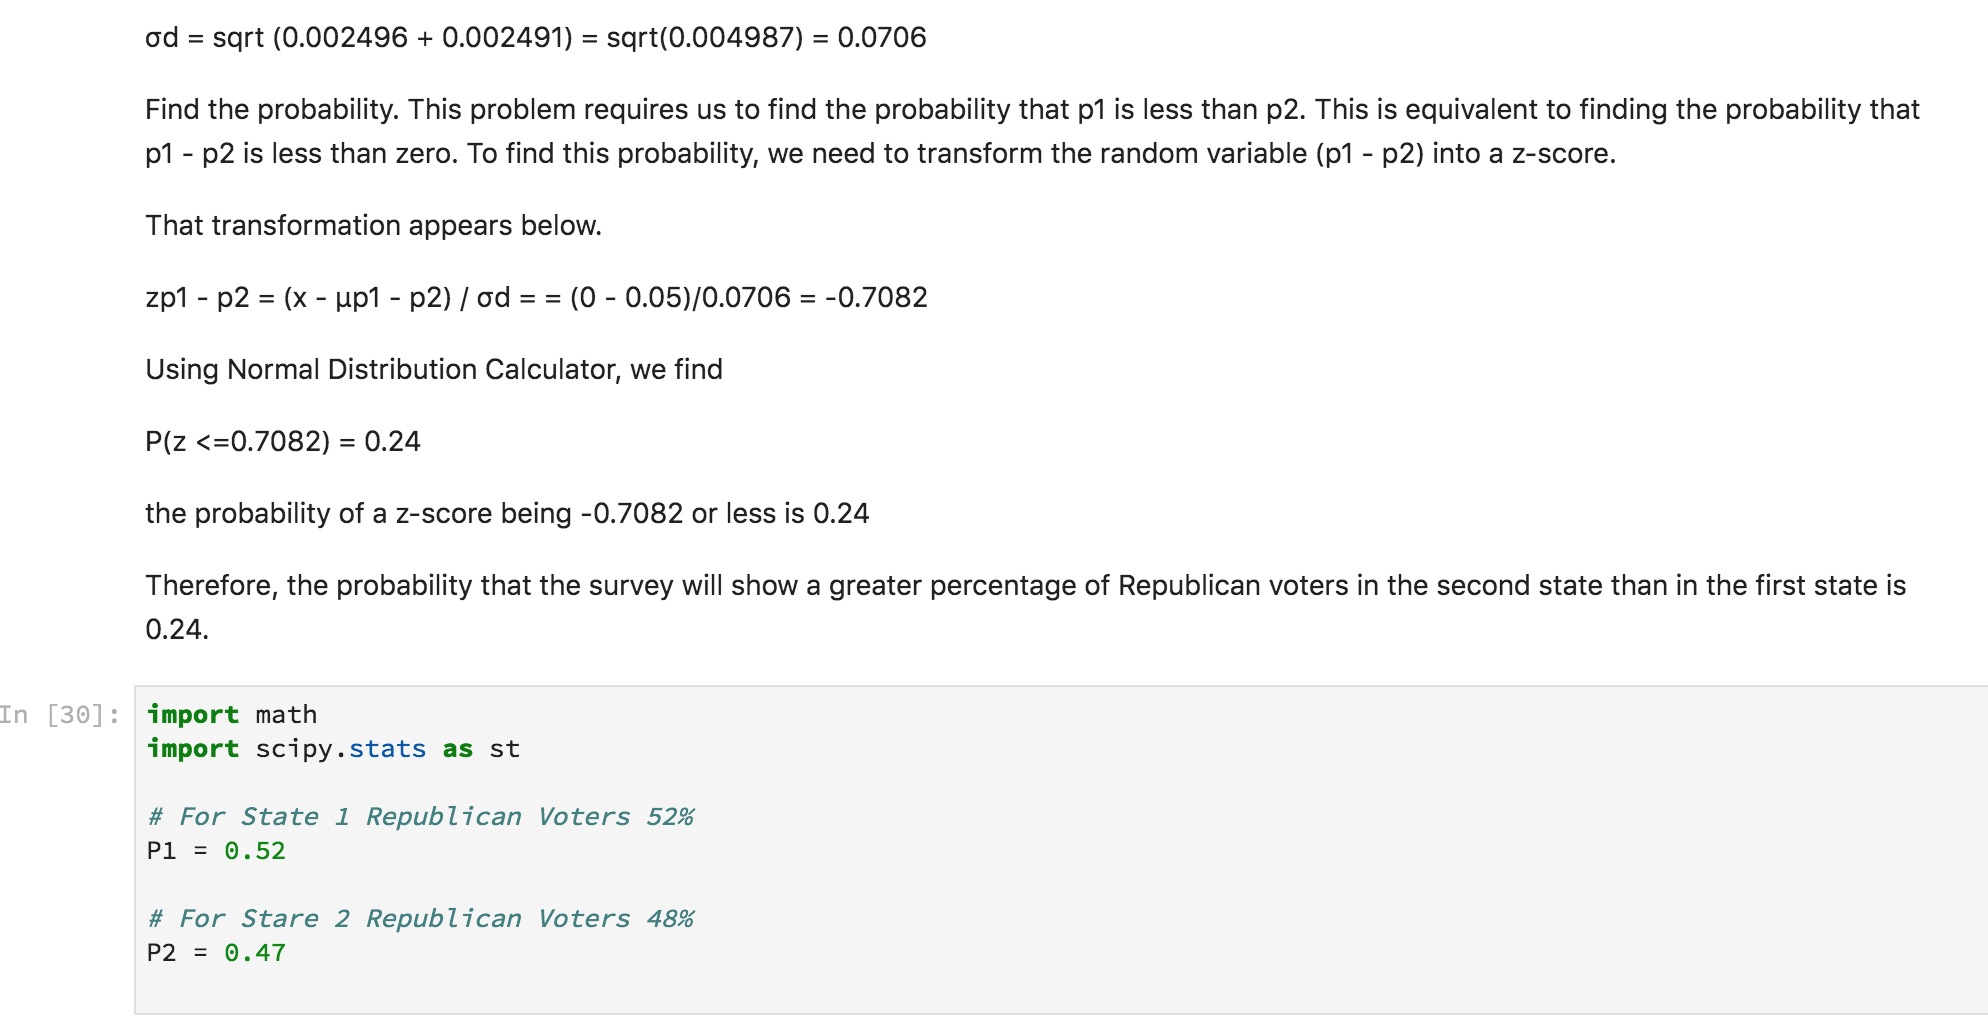 σd = sqrt (0.002496 + 0.002491) = sqrt(0.004987) = 0.0706
Find the probability. This problem requires us to find the probability that p1 is less than p2. This is equivalent to finding the probability that
p1 - p2 is less than zero. To find this probability, we need to transform the random variable (p1 - p2) into a z-score.
That transformation appears below.
zp1 - p2 = (x - μp1 - p2) / σd = = (0 - 0.05)/0.0706 = -0.7082
Using Normal Distribution Calculator, we find
P(z <=0.7082) = 0.24
the probability of a z-score being -0.7082 or less is 0.24
Therefore, the probability that the survey will show a greater percentage of Republican voters in the second state than in the first state is
0.24.
In [30]:
import math
import scipy.stats as st
# For State 1 Republican Voters 52%
P1 = 0.52
# For Stare 2 Republican Voters 48%
P2 = 0.47